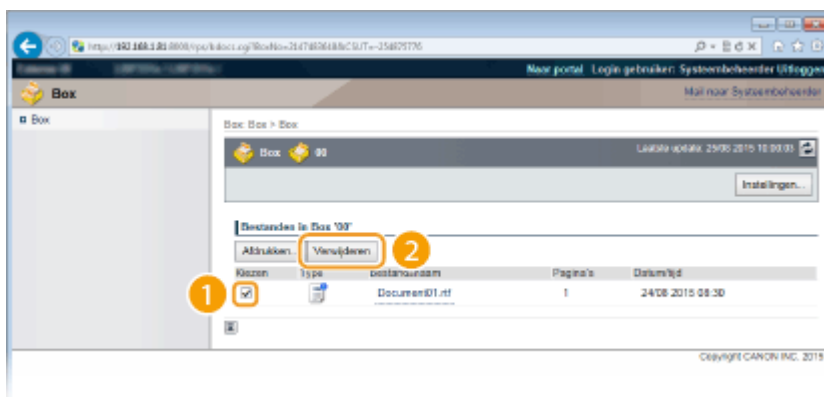 Naar portal Login gebruiker: Systeembeheerder Uitloggen
Box
Mail naar Systeembeheerder
Box
Box: Box > Box
Box 00
Laatste update: 25/08 2015 10:00:03
Instellingen...
Bestanden in Box '00'
Afdrukken... Verwijderen 2
Kiezen Type Bestandsnaam Pagina's Datum/tijd
1 Document01.rtf 1 24/08 2015 08:30
Copyright CANON INC. 2015